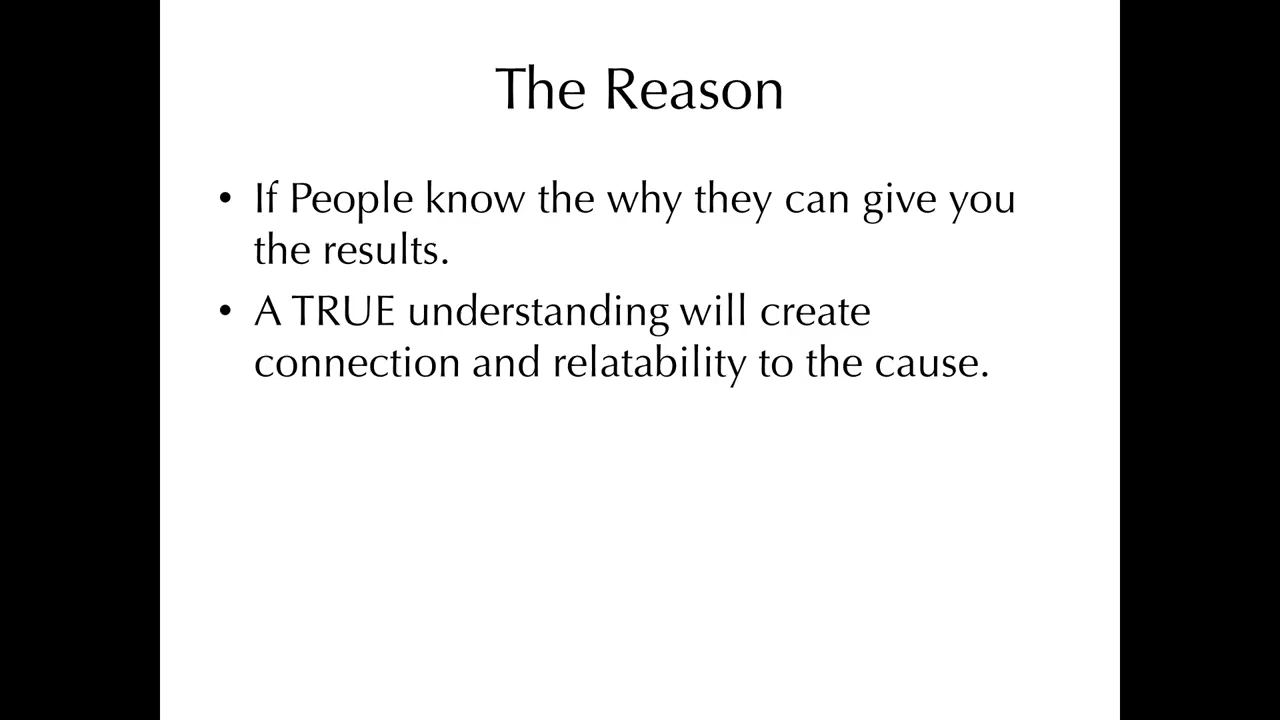 The Reason
• If People know the why they can give you
the results.
• A TRUE understanding will create
connection and relatability to the cause.